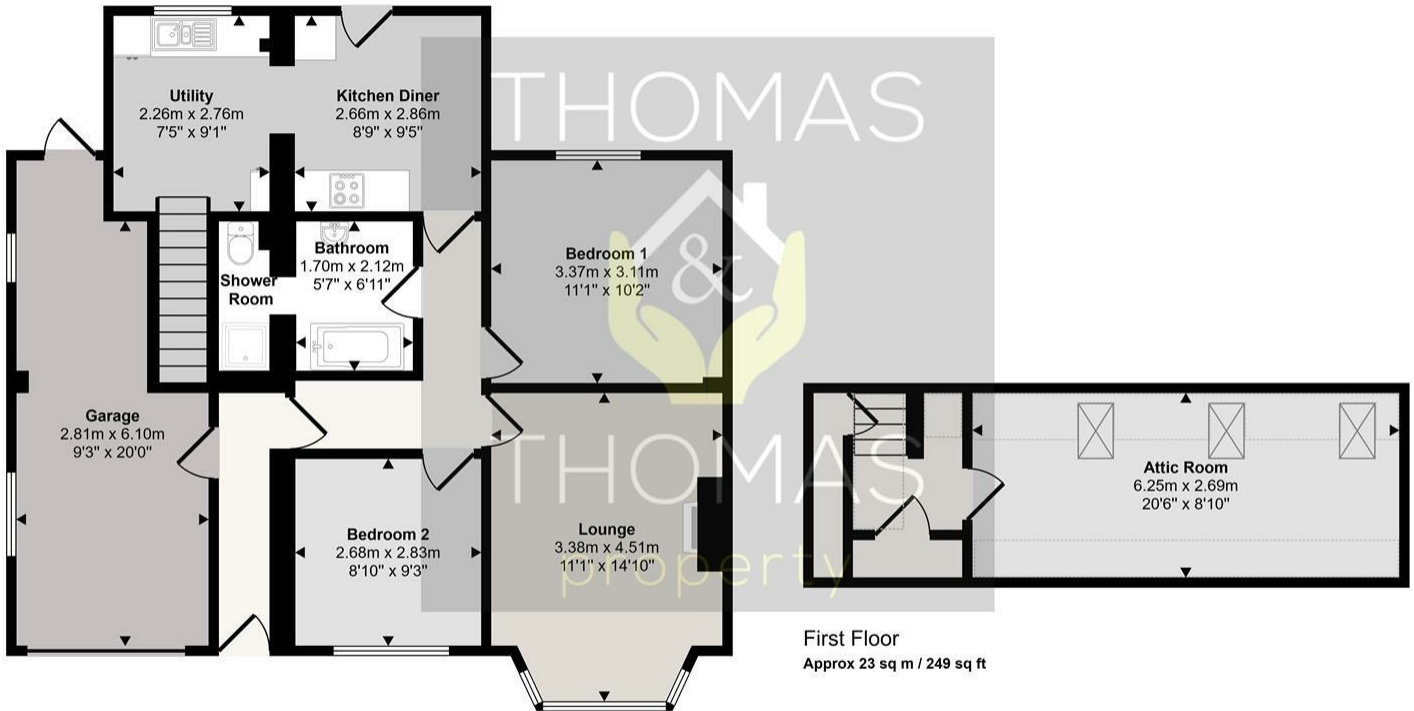 Utility
2.26m x 2.76m
7'5" x 9'1"
Kitchen Diner
2.66m x 2.86m
8'9" x 9'5"
THOMAS
&
Bedroom 1
3.37m x 3.11m
11'1" x 10'2"
Bathroom
1.70m x 2.12m
5'7" x 6'11"
Shower
Room
Garage
2.81m x 6.10m
9'3" x 20'0"
THOMAS
property
Bedroom 2
2.68m x 2.83m
8'10" x 9'3"
Lounge
3.38m x 4.51m
11'1" x 14'10"
Attic Room
6.25m x 2.69m
20'6" x 8'10"
First Floor
Approx 23 sq m / 249 sq ft